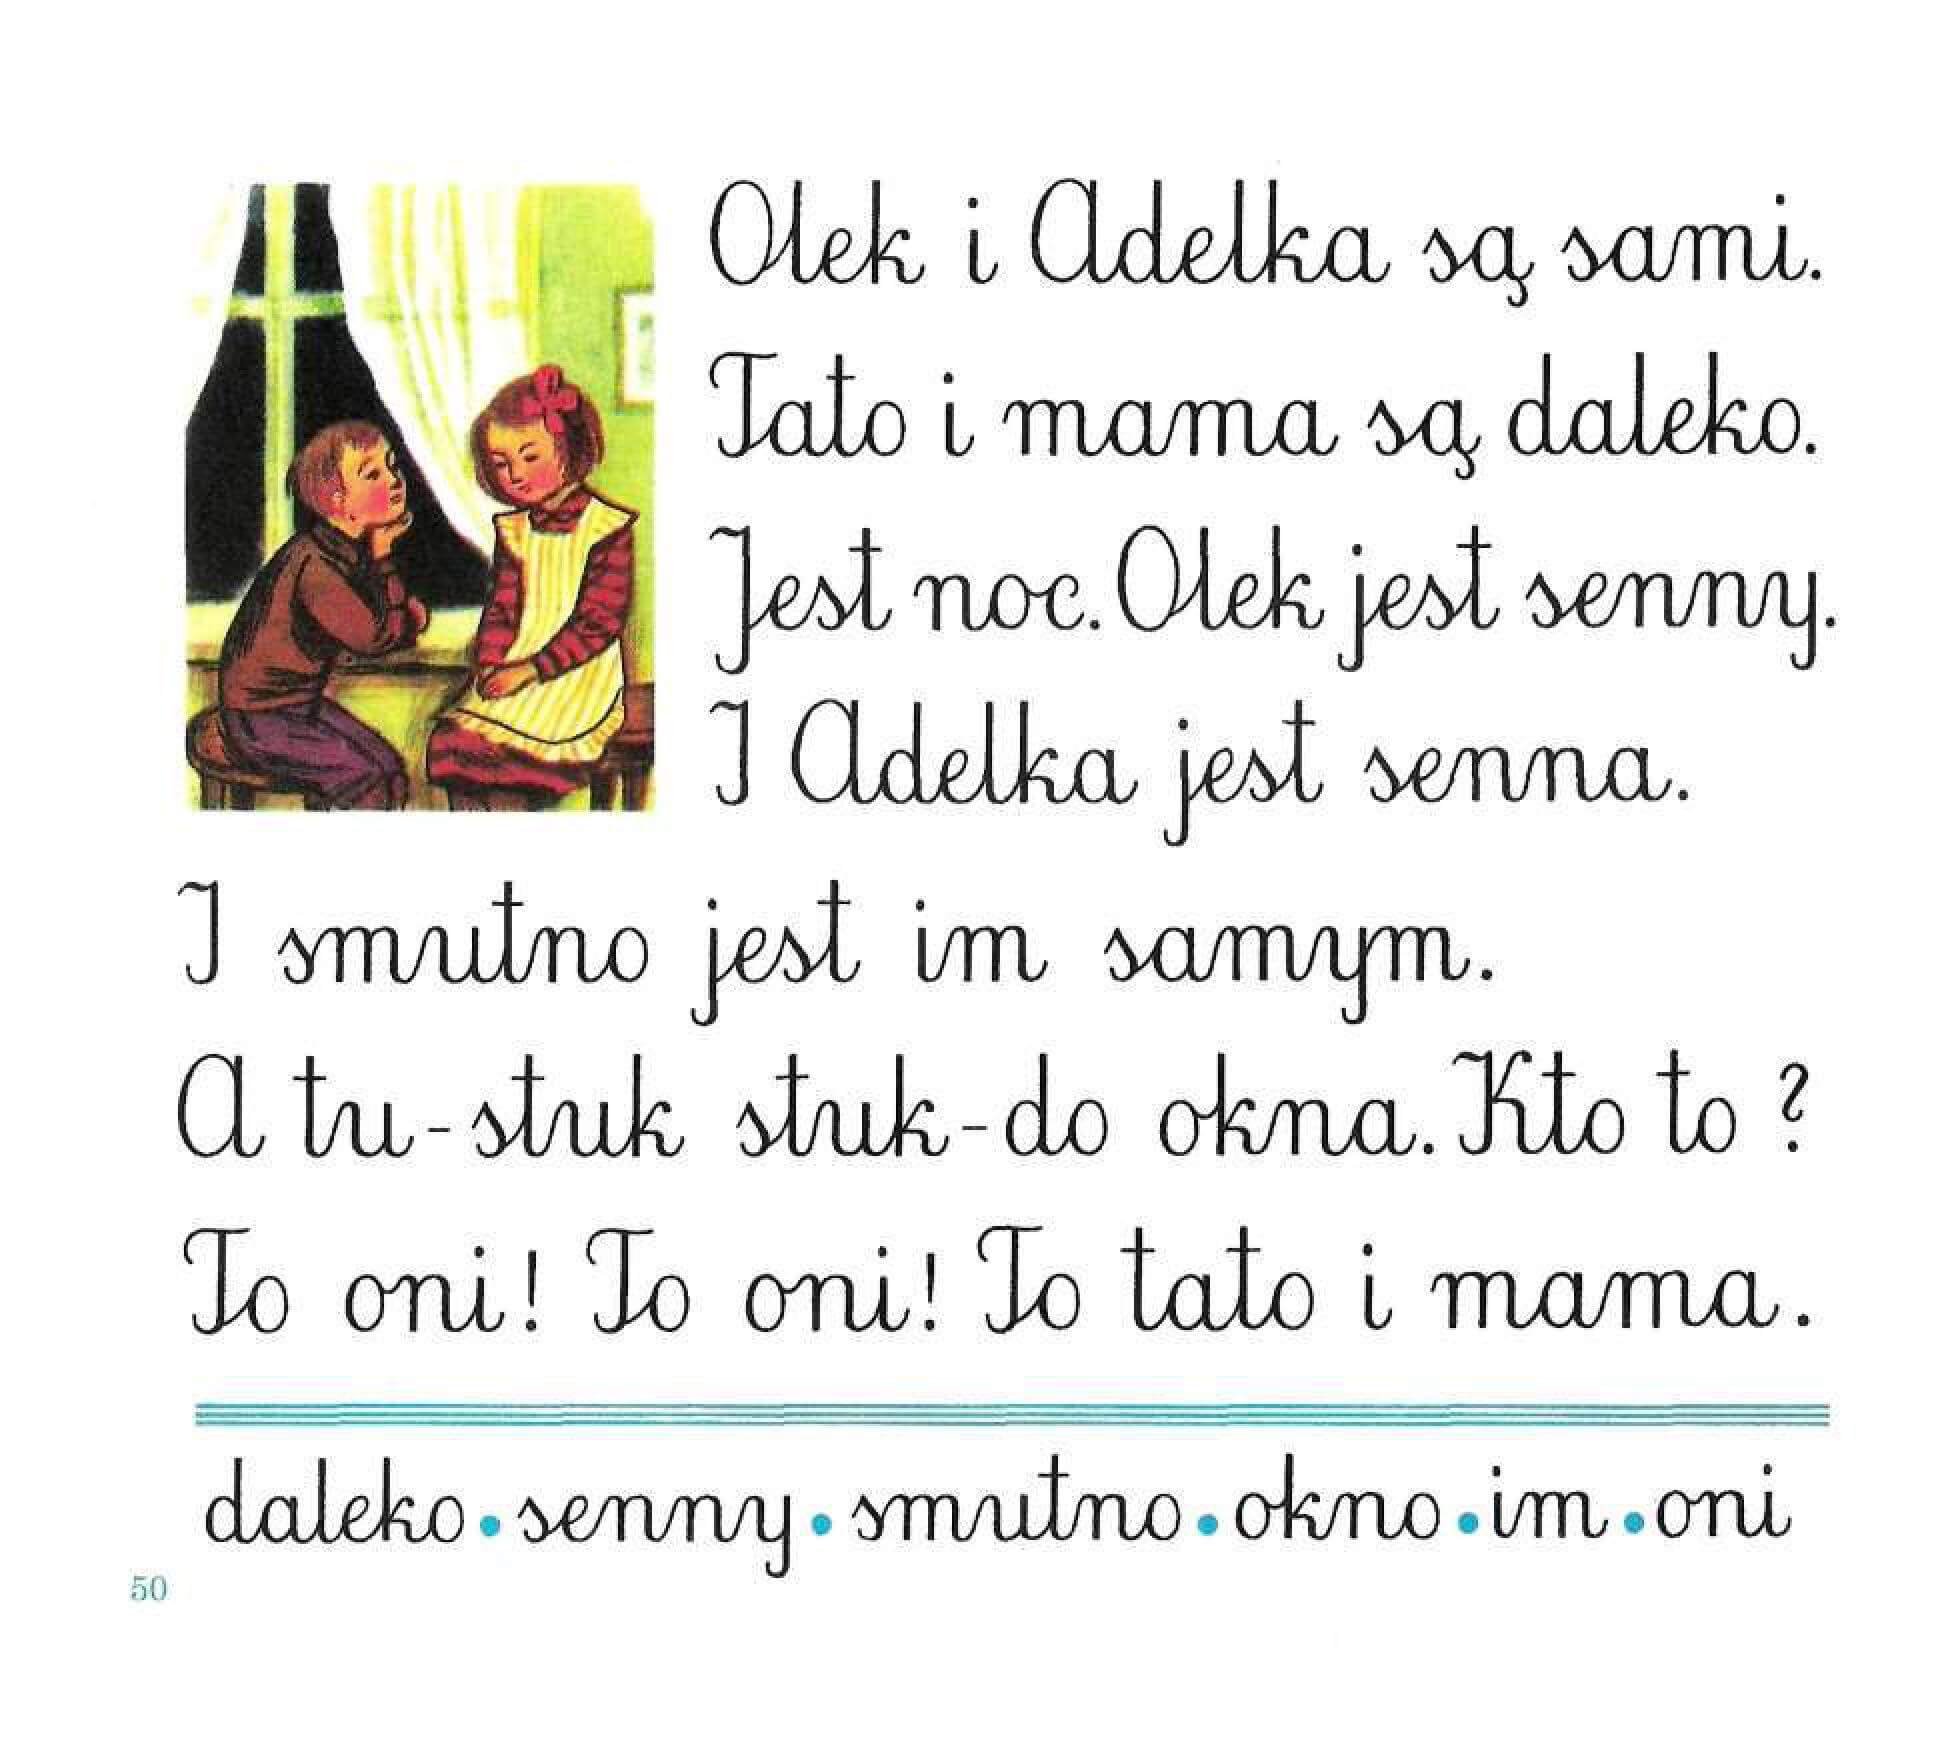 Olek i Adelka są sami.
Tato i mama są daleko.
Jest noc. Olek jest senny.
I Adelka jest senna.
I smutno jest im samym.
A tu - stuk stuk - do okna. Kto to ?
To oni! To oni! To tato i mama.
daleko • senny • smutno • okno • im • oni
50